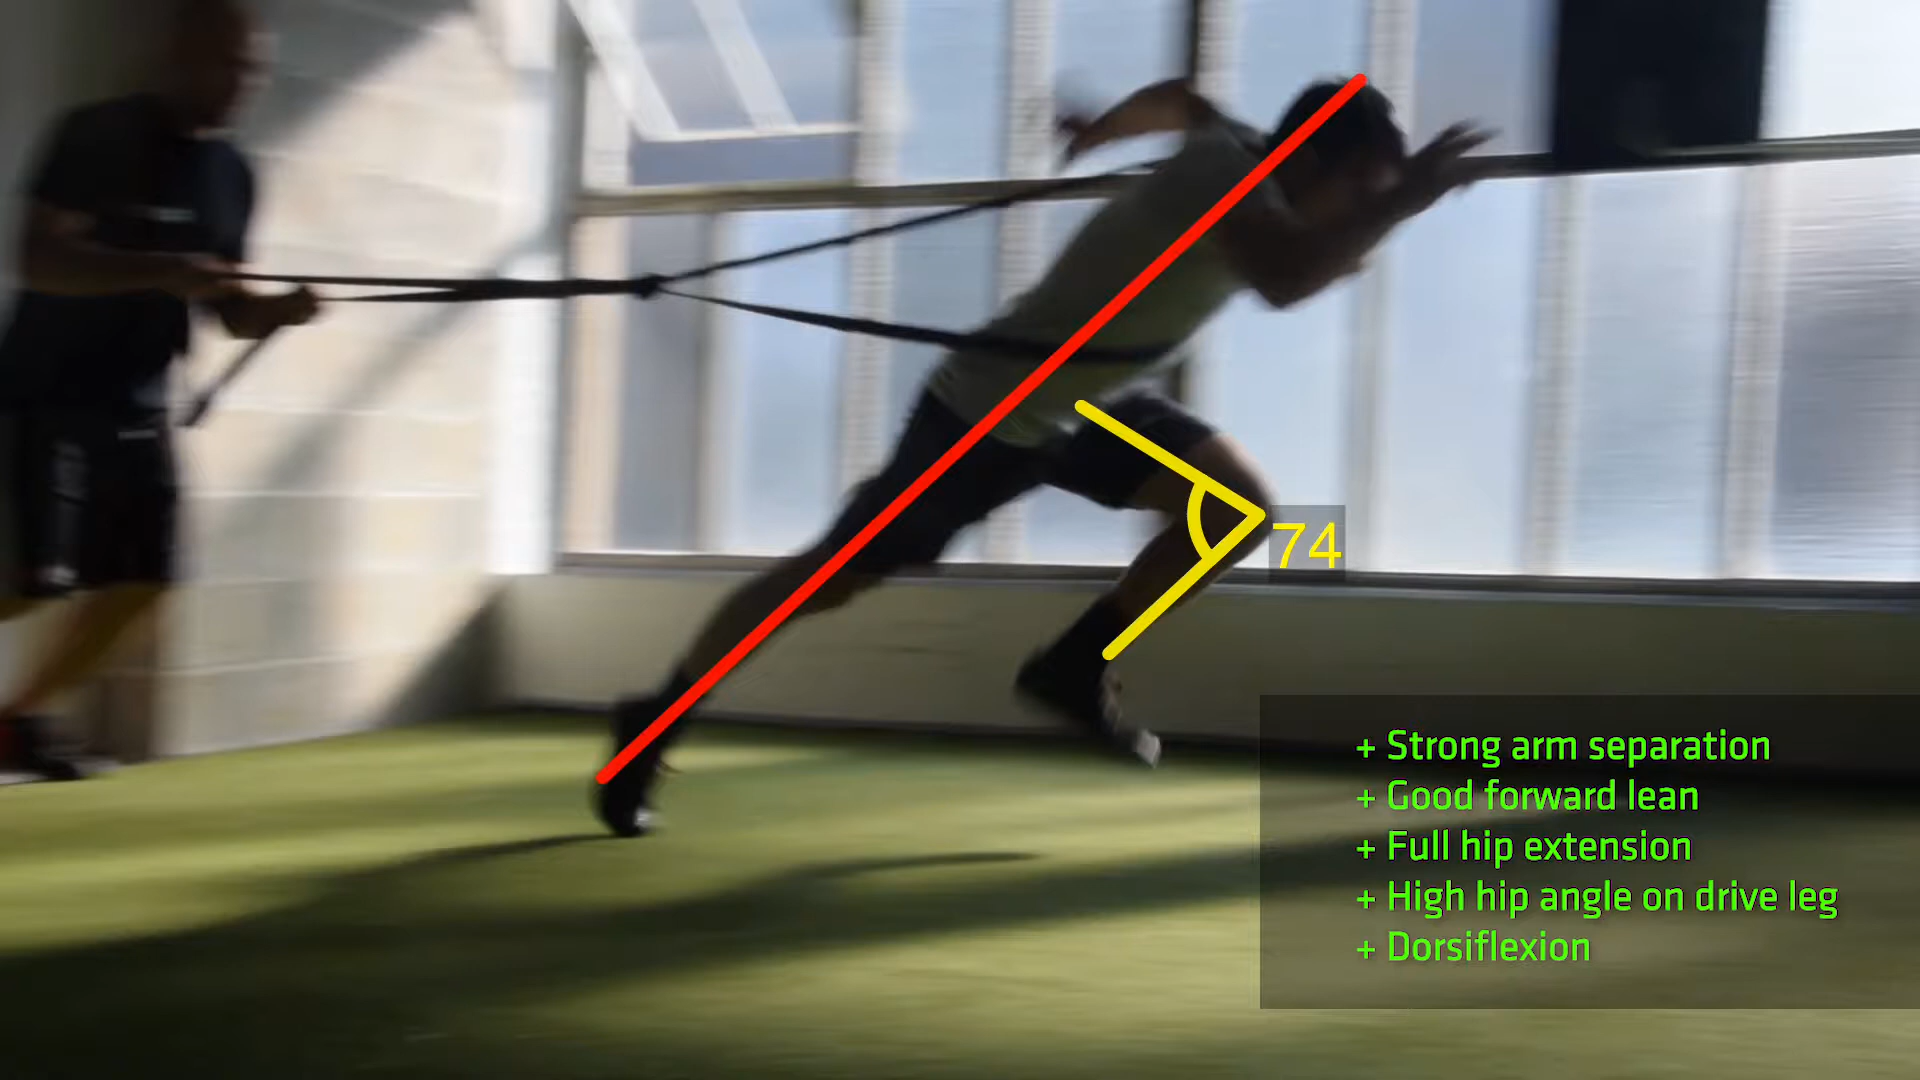 74
+ Strong arm separation
+ Good forward lean
+ Full hip extension
+ High hip angle on drive leg
+ Dorsiflexion